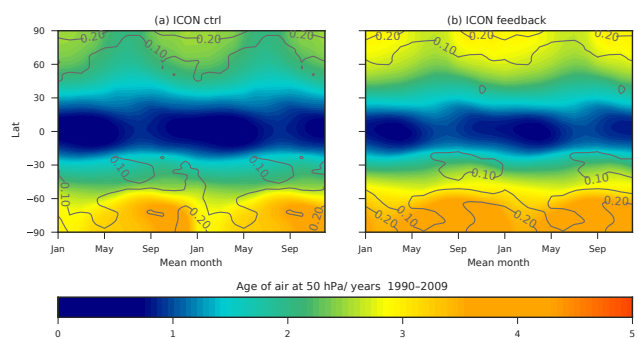 (a) ICON ctrl
(b) ICON feedback
90
60
30
0
−30
−60
−90
Lat
0.20
0.10
0.20
0.10
0.10
0.10
0.10
0.20
0.20
0.20
0.20
0.10
0.10
0.10
0.20
0.20
0.20
Jan May Sep Jan May Sep
Jan May Sep Jan May Sep
Mean month
Mean month
Age of air at 50 hPa/ years 1990–2009
0 1 2 3 4 5